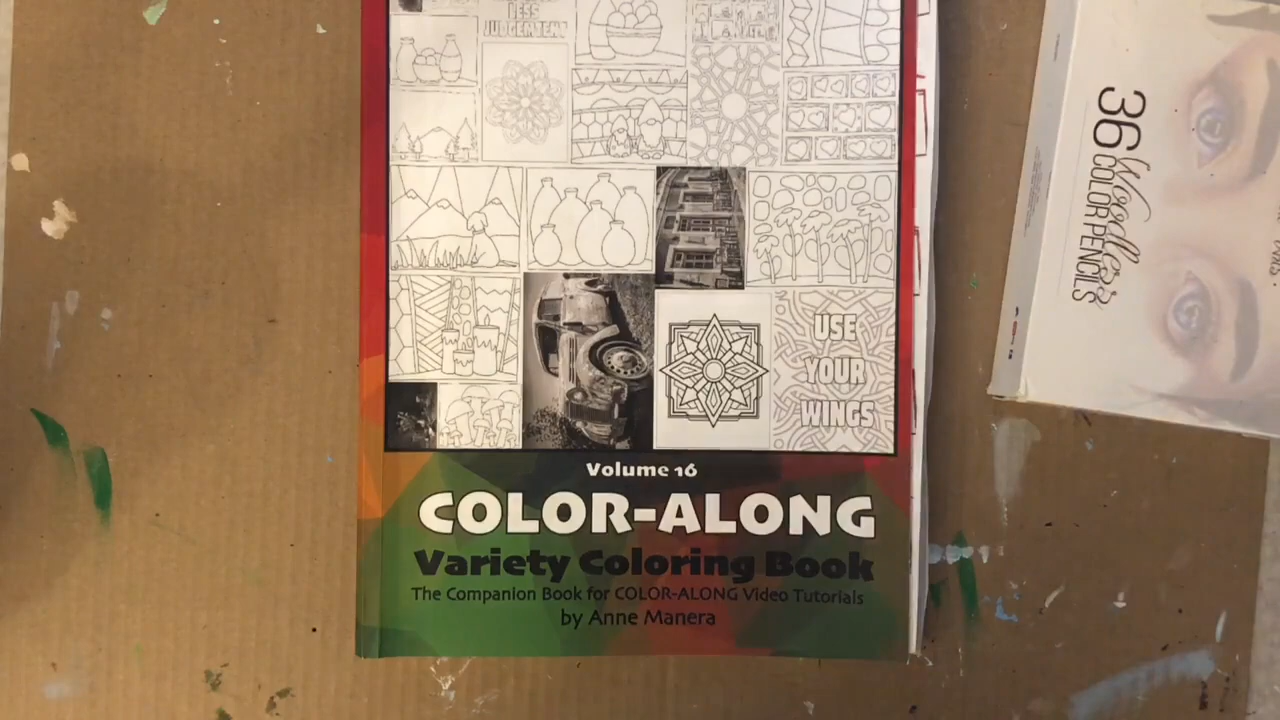 LESS
JUDGEMENT
USE
YOUR
WINGS
Volume 16
COLOR-ALONG
Variety Coloring Book
The Companion Book for COLOR-ALONG Video Tutorials
by Anne Manera
36
COLOR PENCILS